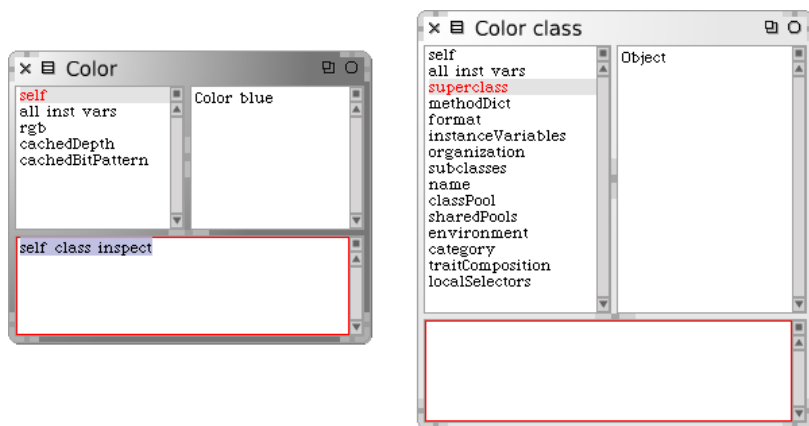 Color
self
all inst vars
rgb
cachedDepth
cachedBitPattern
Color blue
self class inspect
Color class
self
all inst vars
superclass
methodDict
format
instanceVariables
organization
subclasses
name
classPool
sharedPools
environment
category
traitComposition
localSelectors
Object